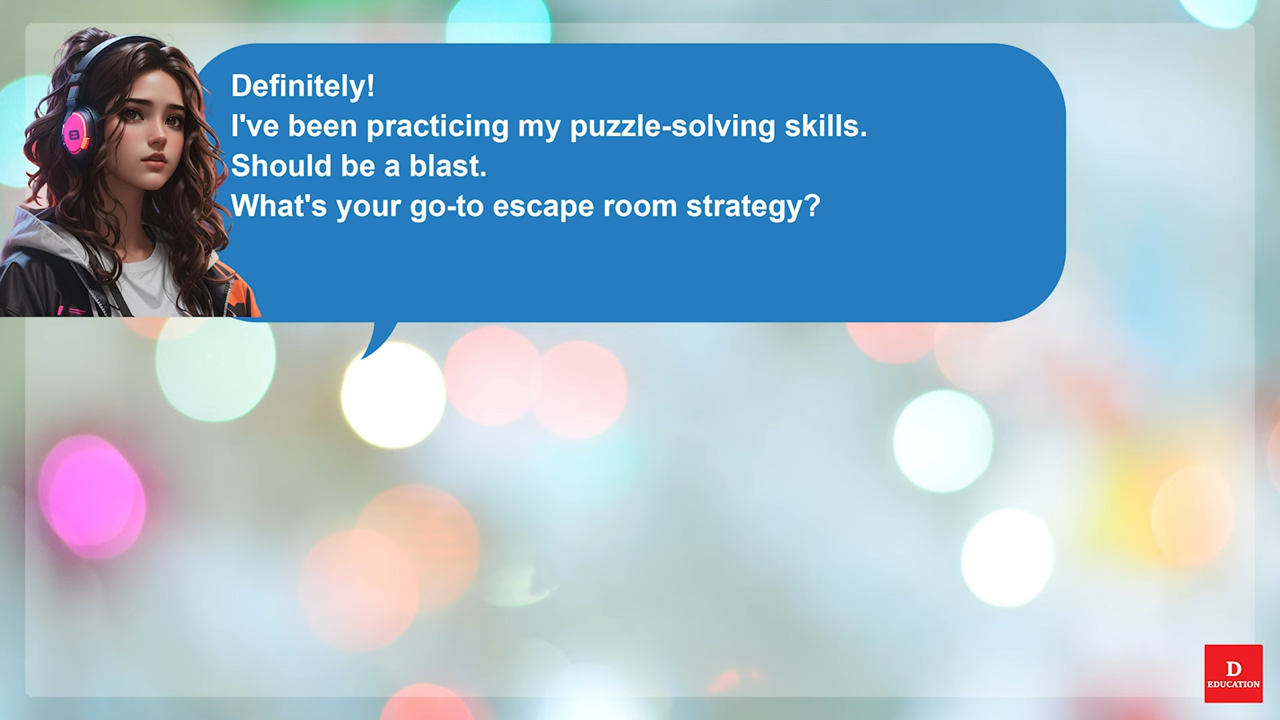 Definitely!
I've been practicing my puzzle-solving skills.
Should be a blast.
What's your go-to escape room strategy?
D
EDUCATION